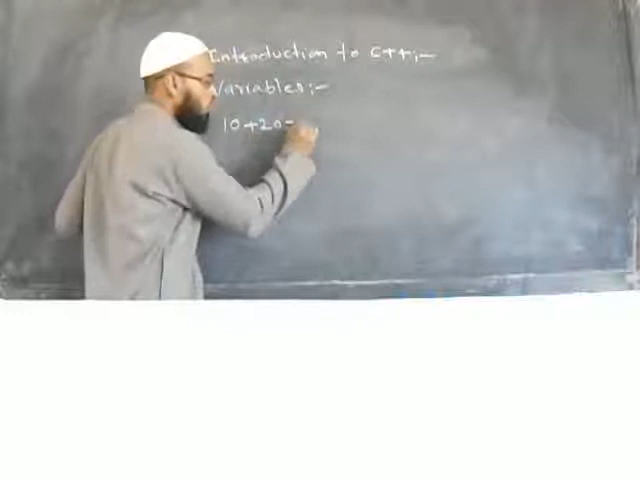 Introduction to C++;-
Variables;-
10+20=